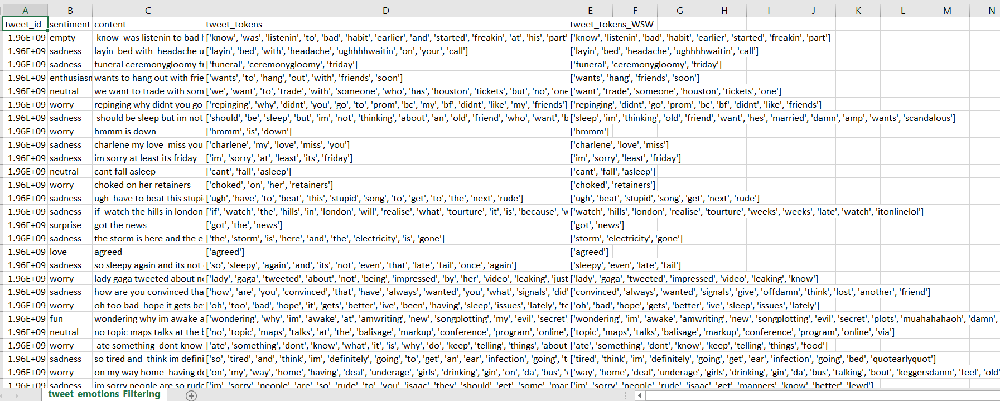 A B C D E F G H I J K L M N
tweet_id sentiment content tweet_tokens tweet_tokens_WSW
1.96E+09 empty know was listenin to bad h ['know', 'was', 'listenin', 'to', 'bad', 'habit', 'earlier', 'and', 'started', 'freakin', 'at', 'his', 'part' ['know', 'listenin', 'bad', 'habit', 'earlier', 'started', 'freakin', 'part']
1.96E+09 sadness layin bed with headache u ['layin', 'bed', 'with', 'headache', 'ughhhhwaitin', 'on', 'your', 'call'] ['layin', 'bed', 'headache', 'ughhhhwaitin', 'call']
1.96E+09 sadness funeral ceremonygloomy fr ['funeral', 'ceremonygloomy', 'friday'] ['funeral', 'ceremonygloomy', 'friday']
1.96E+09 enthusiasn wants to hang out with frie ['wants', 'to', 'hang', 'out', 'with', 'friends', 'soon'] ['wants', 'hang', 'friends', 'soon']
1.96E+09 neutral we want to trade with som ['we', 'want', 'to', 'trade', 'with', 'someone', 'who', 'has', 'houston', 'tickets', 'but', 'no', 'one ['want', 'trade', 'someone', 'houston', 'tickets', 'one']
1.96E+09 worry repinging why didnt you go ['repinging', 'why', 'didnt', 'you', 'go', 'to', 'prom', 'bc', 'my', 'bf', 'didnt', 'like', 'my', 'friends'] ['repinging', 'didnt', 'go', 'prom', 'bc', 'bf', 'didnt', 'like', 'friends']
1.96E+09 sadness should be sleep but im not ['should', 'be', 'sleep', 'but', 'im', 'not', 'thinking', 'about', 'an', 'old', 'friend', 'who', 'want', 'b ['sleep', 'im', 'thinking', 'old', 'friend', 'want', 'hes', 'married', 'damn', 'amp', 'wants', 'scandalous']
1.96E+09 worry hmmm is down ['hmmm', 'is', 'down'] ['hmmm']
1.96E+09 sadness charlene my love miss you ['charlene', 'my', 'love', 'miss', 'you'] ['charlene', 'love', 'miss']
1.96E+09 sadness im sorry at least its friday ['im', 'sorry', 'at', 'least', 'its', 'friday'] ['im', 'sorry', 'least', 'friday']
1.96E+09 neutral cant fall asleep ['cant', 'fall', 'asleep'] ['cant', 'fall', 'asleep']
1.96E+09 worry choked on her retainers ['choked', 'on', 'her', 'retainers'] ['choked', 'retainers']
1.96E+09 sadness ugh have to beat this stupi ['ugh', 'have', 'to', 'beat', 'this', 'stupid', 'song', 'to', 'get', 'to', 'the', 'next', 'rude'] ['ugh', 'beat', 'stupid', 'song', 'get', 'next', 'rude']
1.96E+09 sadness if watch the hills in london ['if', 'watch', 'the', 'hills', 'in', 'london', 'will', 'realise', 'what', 'tourture', 'it', 'is', 'because', 'w ['watch', 'hills', 'london', 'realise', 'tourture', 'weeks', 'weeks', 'late', 'watch', 'itonlinelol']
1.96E+09 surprise got the news ['got', 'the', 'news'] ['got', 'news']
1.96E+09 sadness the storm is here and the e ['the', 'storm', 'is', 'here', 'and', 'the', 'electricity', 'is', 'gone'] ['storm', 'electricity', 'gone']
1.96E+09 love agreed ['agreed'] ['agreed']
1.96E+09 sadness so sleepy again and its not ['so', 'sleepy', 'again', 'and', 'its', 'not', 'even', 'that', 'late', 'fail', 'once', 'again'] ['sleepy', 'even', 'late', 'fail']
1.96E+09 worry lady gaga tweeted about no ['lady', 'gaga', 'tweeted', 'about', 'not', 'being', 'impressed', 'by', 'her', 'video', 'leaking', 'just ['lady', 'gaga', 'tweeted', 'impressed', 'video', 'leaking', 'know']
1.96E+09 sadness how are you convinced tha ['how', 'are', 'you', 'convinced', 'that', 'have', 'always', 'wanted', 'you', 'what', 'signals', 'did' ['convinced', 'always', 'wanted', 'signals', 'give', 'offdamn', 'think', 'lost', 'another', 'friend']
1.96E+09 worry oh too bad hope it gets be ['oh', 'too', 'bad', 'hope', 'it', 'gets', 'better', 'ive', 'been', 'having', 'sleep', 'issues', 'lately', 'to ['oh', 'bad', 'hope', 'gets', 'better', 'ive', 'sleep', 'issues', 'lately']
1.96E+09 fun wondering why im awake a ['wondering', 'why', 'im', 'awake', 'at', 'amwriting', 'new', 'songplotting', 'my', 'evil', 'secret' ['wondering', 'im', 'awake', 'amwriting', 'new', 'songplotting', 'evil', 'secret', 'plots', 'muahahahaoh', 'damn',
1.96E+09 neutral no topic maps talks at the b ['no', 'topic', 'maps', 'talks', 'at', 'the', 'balisage', 'markup', 'conference', 'program', 'online', ['topic', 'maps', 'talks', 'balisage', 'markup', 'conference', 'program', 'online', 'via']
1.96E+09 worry ate something dont know ['ate', 'something', 'dont', 'know', 'what', 'it', 'is', 'why', 'do', 'keep', 'telling', 'things', 'about ['ate', 'something', 'dont', 'know', 'keep', 'telling', 'things', 'food']
1.96E+09 sadness so tired and think im defini ['so', 'tired', 'and', 'think', 'im', 'definitely', 'going', 'to', 'get', 'an', 'ear', 'infection', 'going', 't ['tired', 'think', 'im', 'definitely', 'going', 'get', 'ear', 'infection', 'going', 'bed', 'quotearlyquot']
1.96E+09 worry on my way home having de ['on', 'my', 'way', 'home', 'having', 'deal', 'underage', 'girls', 'drinking', 'gin', 'on', 'da', 'bus', 'w ['way', 'home', 'deal', 'underage', 'girls', 'drinking', 'gin', 'da', 'bus', 'talking', 'bout', 'keggersdamn', 'feel', 'old'
1.96E+09 sadness im sorry people are so rude ['im', 'sorry', 'people', 'are', 'so', 'rude', 'to', 'you', 'isaac', 'they', 'should', 'get', 'some', 'mar ['im', 'sorry', 'people', 'rude', 'isaac', 'get', 'manners', 'know', 'better', 'lewd']
tweet_emotions_Filtering